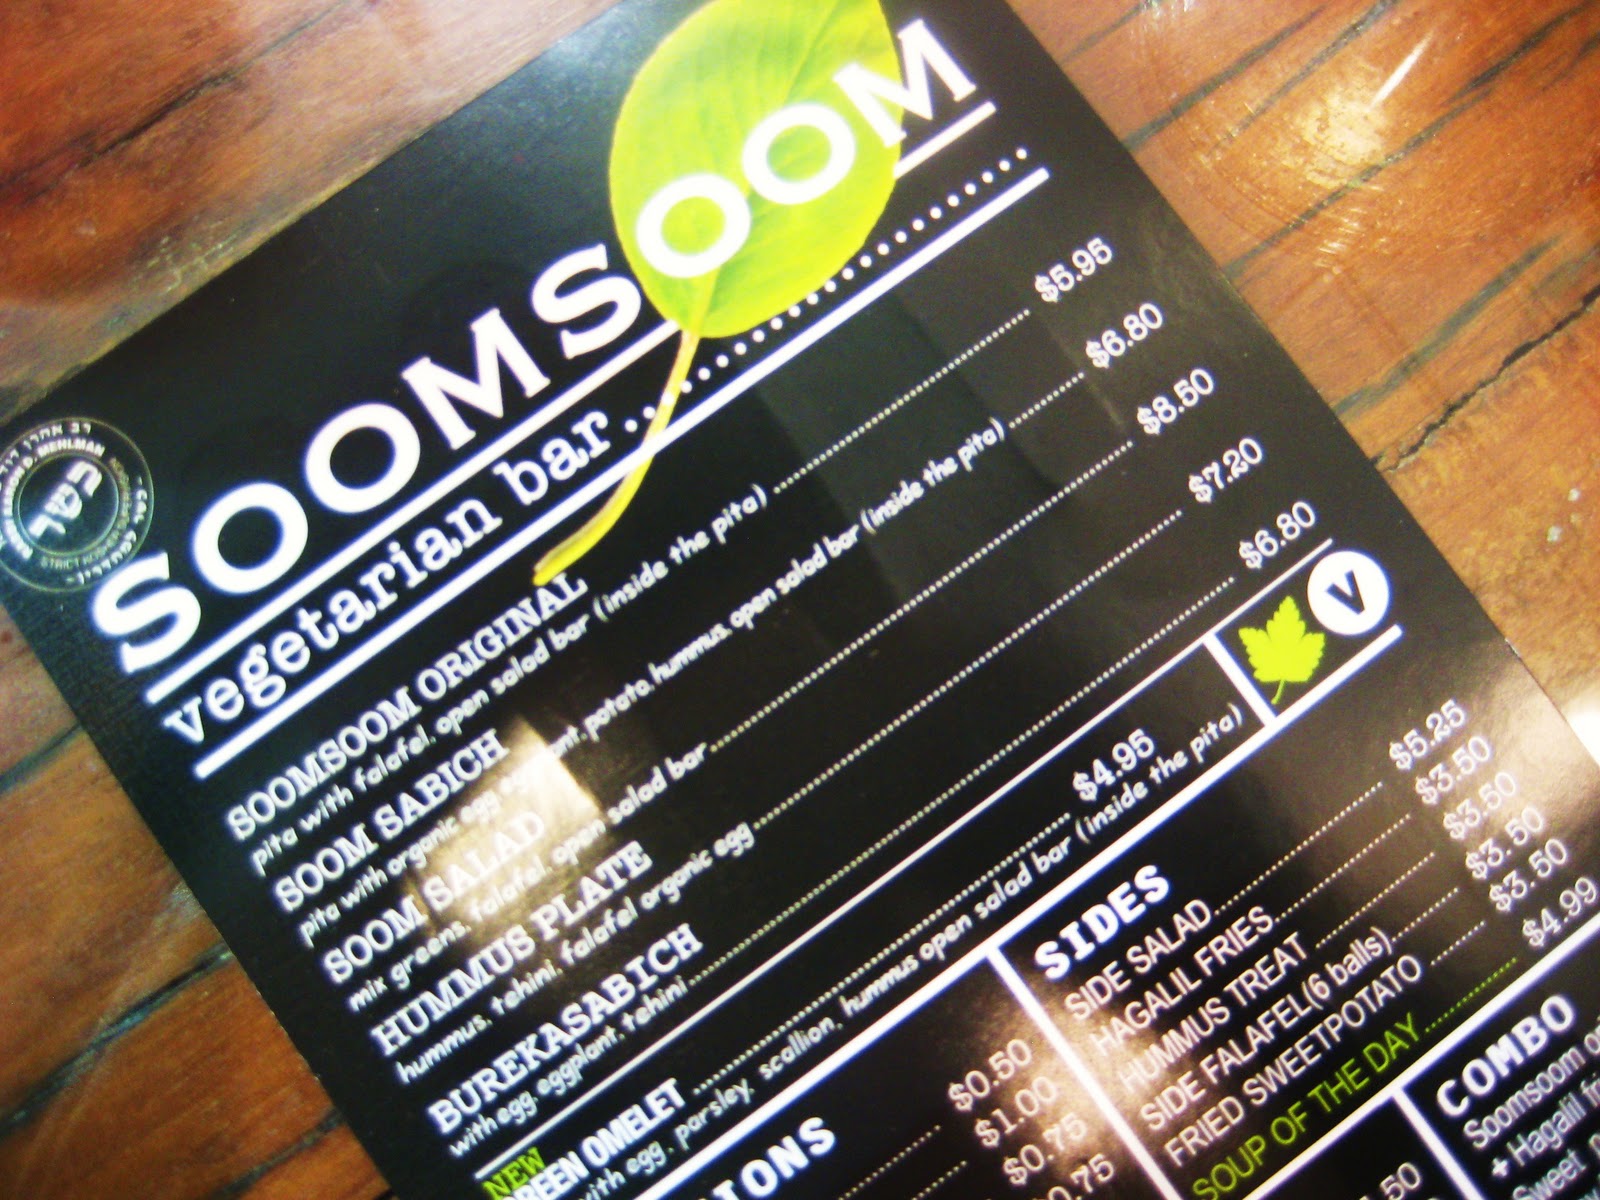 SOOMSOOM
vegetarian bar
SOOMSOOM ORIGINAL
pita with falafel, open salad bar (inside the pita) $5.95
SOOM SABICH
pita with organic egg, potato, hummus, open salad bar (inside the pita) $6.80
SOOM SALAD
mix greens, falafel, open salad bar $8.50
HUMMUS PLATE
hummus, tehini, falafel organic egg $7.20
BUREKASABICH
with egg, eggplant, tehini $6.80
V
NEW
OMELET $4.95
with egg, parsley, scallion, hummus open salad bar (inside the pita)
$0.50
$1.00
$0.75
SIDES
SIDE SALAD $5.25
HAGALIL FRIES $3.50
HUMMUS TREAT $3.50
SIDE FALAFEL(6 balls) $3.50
FRIED SWEETPOTATO $3.50
SOUP OF THE DAY $4.99
COMBO
Soomsoom
+ Hagalil
Sweet
MEHLMAN
STRICT KOSHER